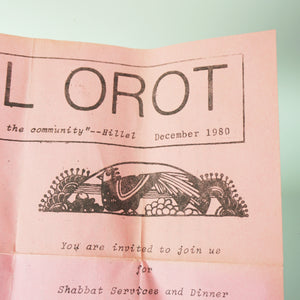 L OROT
the community"--Hillel December 1980
You are invited to join us
for
Shabbat Services and Dinner